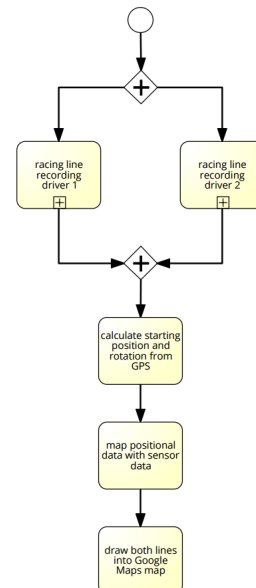 racing line
recording
driver 1
racing line
recording
driver 2
calculate starting
position and
rotation from
GPS
map positional
data with sensor
data
draw both lines
into Google
Maps map